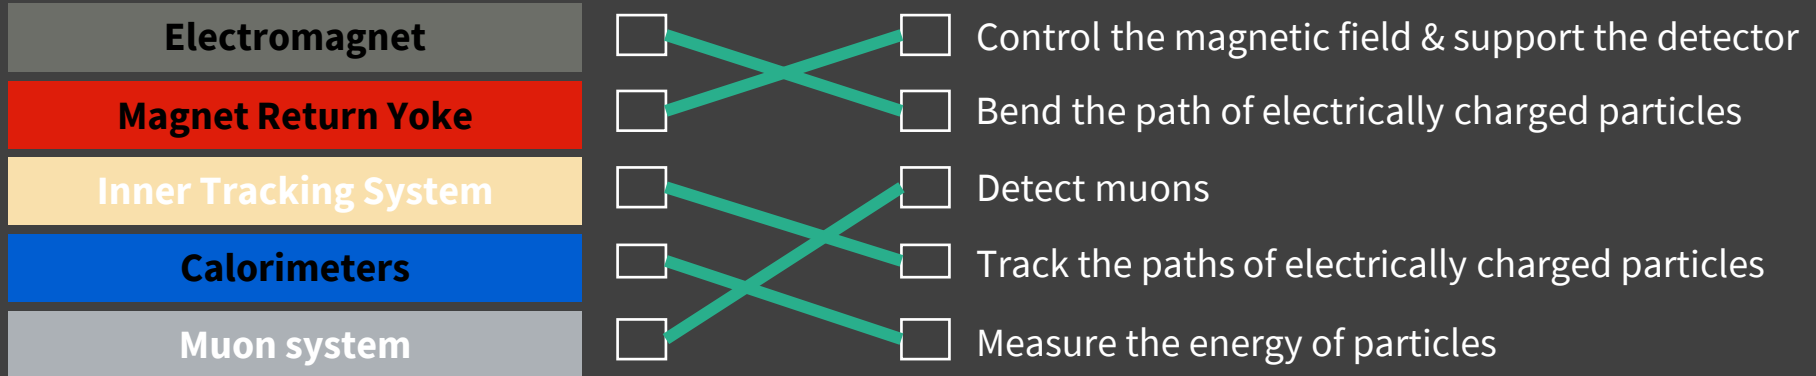 Electromagnet
Control the magnetic field & support the detector
Magnet Return Yoke
Bend the path of electrically charged particles
Inner Tracking System
Detect muons
Calorimeters
Track the paths of electrically charged particles
Muon system
Measure the energy of particles